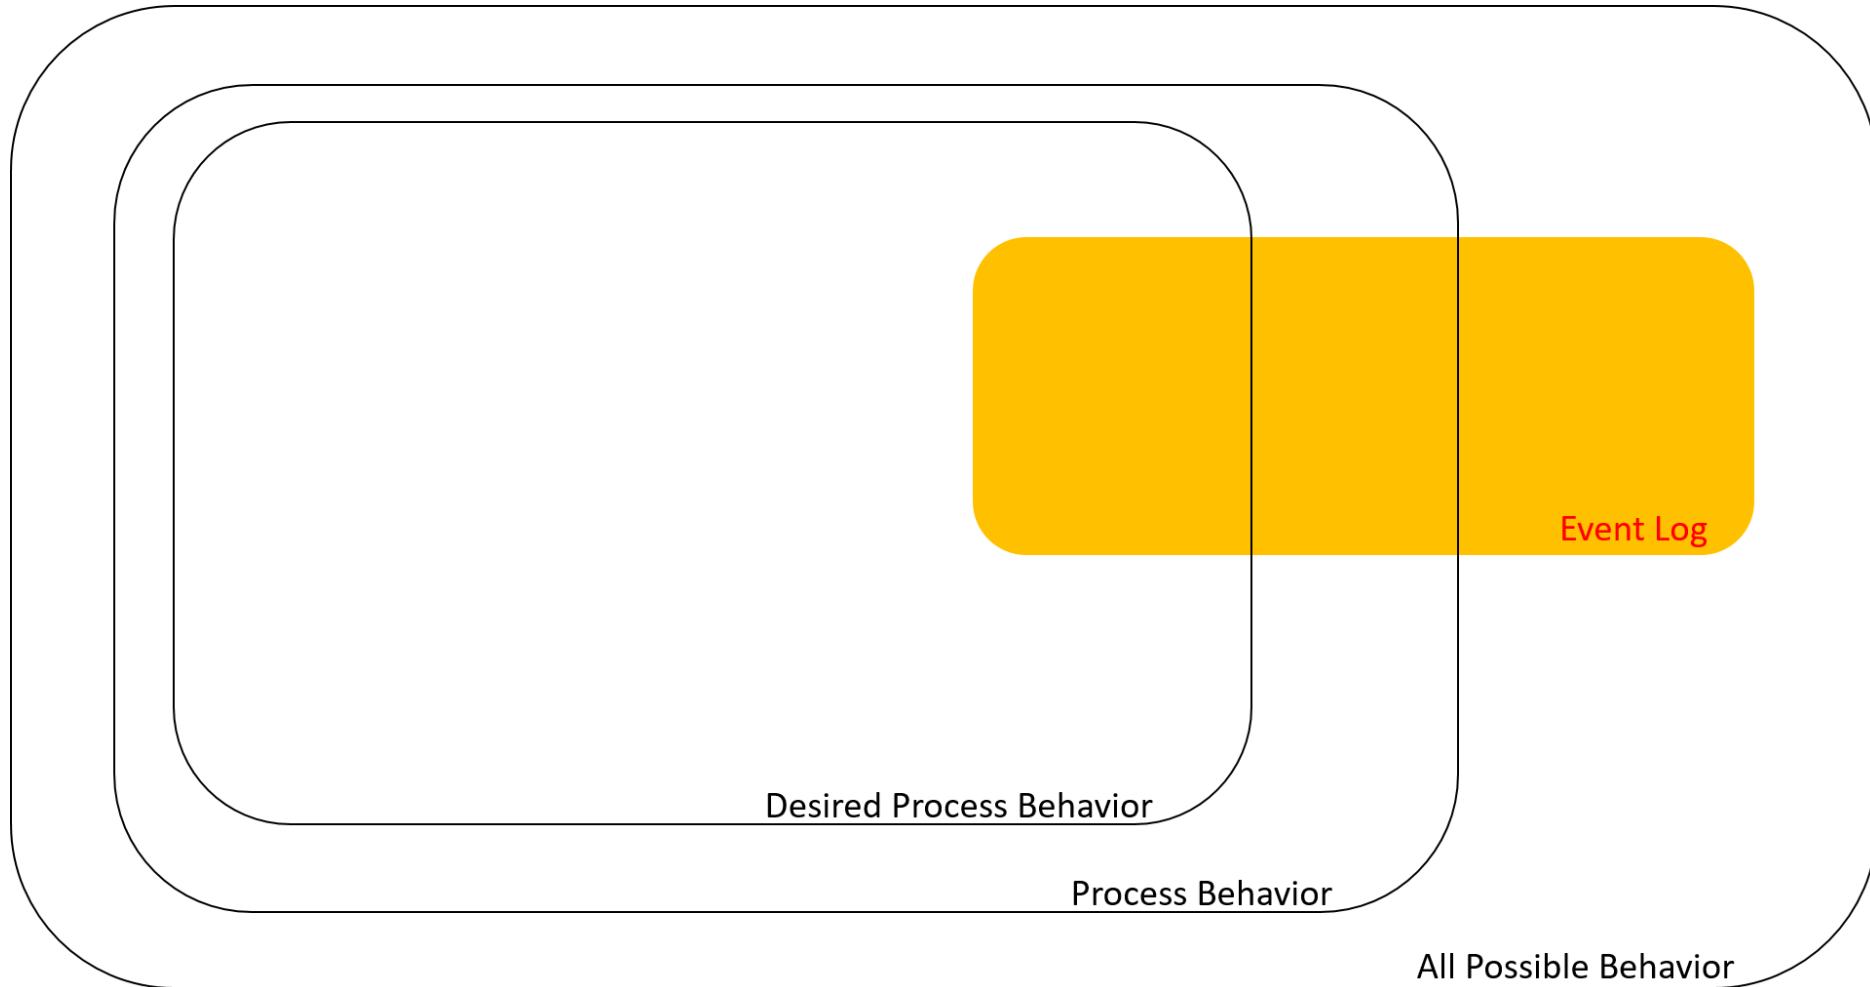 Event Log
Desired Process Behavior
Process Behavior
All Possible Behavior